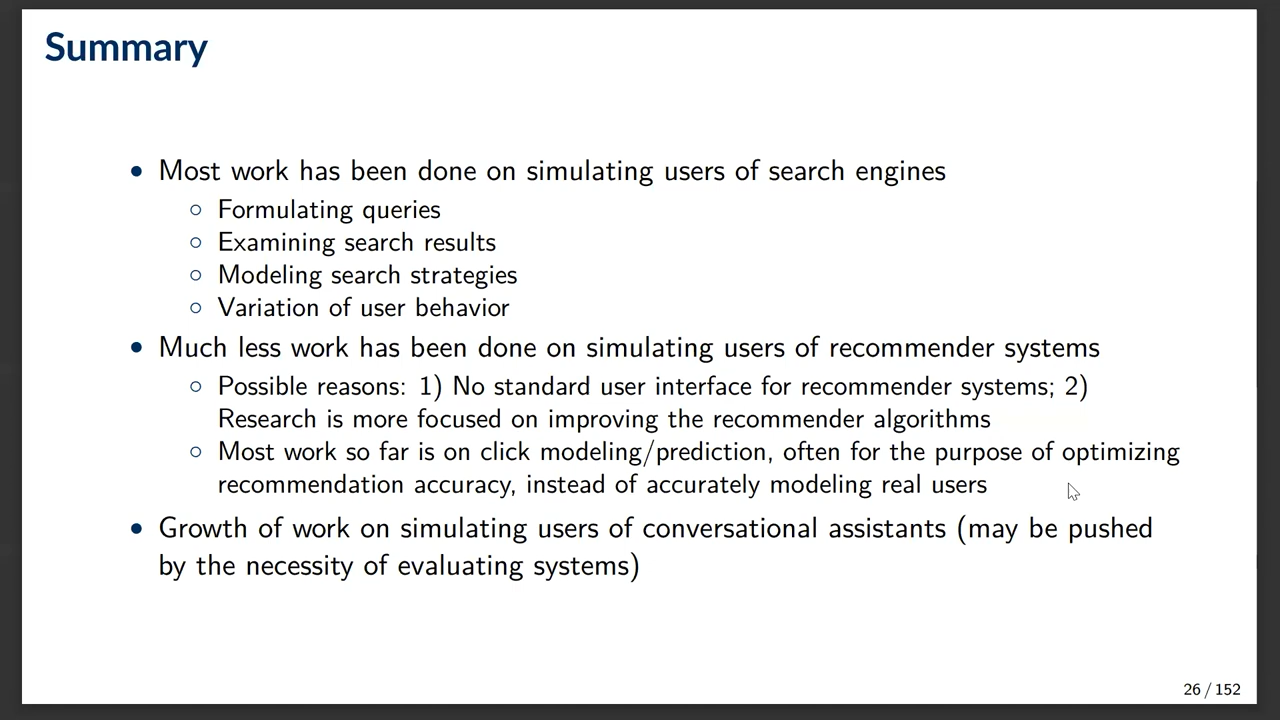 Summary
• Most work has been done on simulating users of search engines
◦ Formulating queries
◦ Examining search results
◦ Modeling search strategies
◦ Variation of user behavior
• Much less work has been done on simulating users of recommender systems
◦ Possible reasons: 1) No standard user interface for recommender systems; 2)
Research is more focused on improving the recommender algorithms
◦ Most work so far is on click modeling/prediction, often for the purpose of optimizing
recommendation accuracy, instead of accurately modeling real users
• Growth of work on simulating users of conversational assistants (may be pushed
by the necessity of evaluating systems)
26 / 152